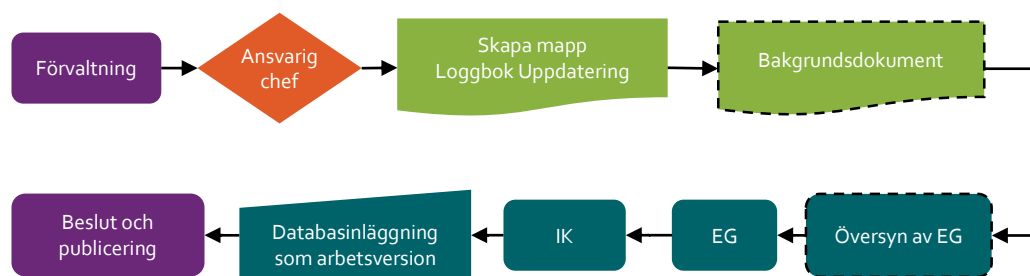 Förvaltning
Ansvarig
chef
Skapa mapp
Loggbok Uppdatering
Bakgrundsdokument
Översyn av EG
EG
IK
Databasinläggning
som arbetsversion
Beslut och
publicering